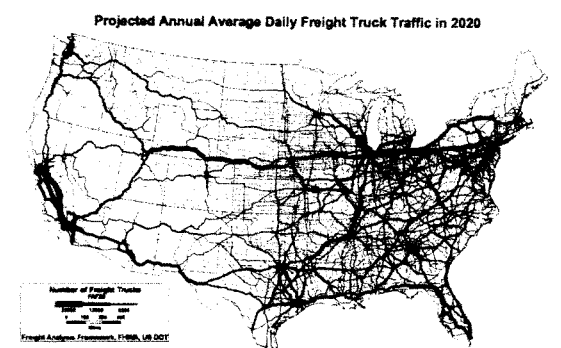 Projected Annual Average Daily Freight Truck Traffic in 2020
Number of Freight Trucks
Freight Analysis Framework, FHWA, US DOT